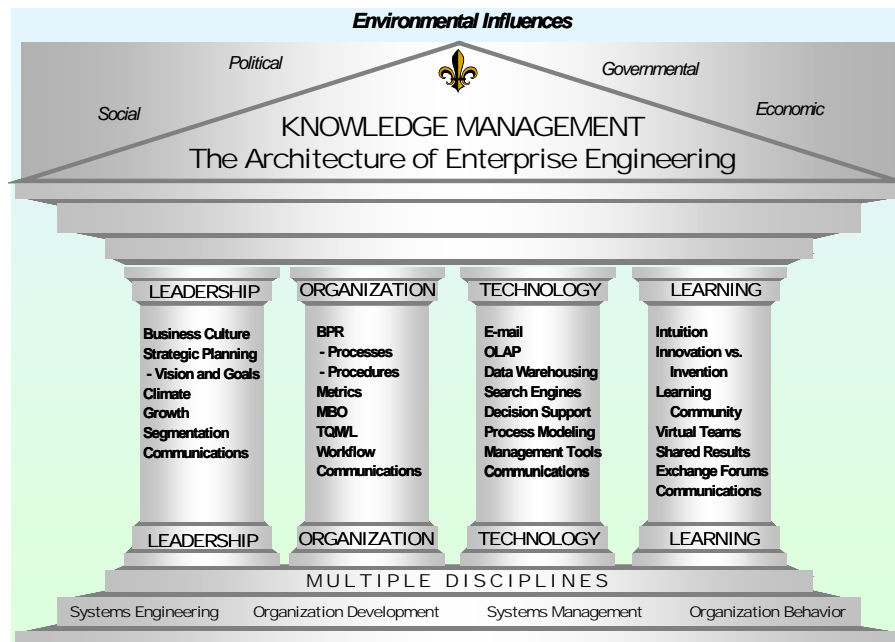 Environmental Influences
Political
Governmental
Social
Economic
KNOWLEDGE MANAGEMENT
The Architecture of Enterprise Engineering
LEADERSHIP
Business Culture
Strategic Planning
- Vision and Goals
Climate
Growth
Segmentation
Communications
LEADERSHIP
ORGANIZATION
BPR
- Processes
- Procedures
Metrics
MBO
TQM/L
Workflow
Communications
ORGANIZATION
TECHNOLOGY
E-mail
OLAP
Data Warehousing
Search Engines
Decision Support
Process Modeling
Management Tools
Communications
TECHNOLOGY
LEARNING
Intuition
Innovation vs.
Invention
Learning
Community
Virtual Teams
Shared Results
Exchange Forums
Communications
LEARNING
MULTIPLE DISCIPLINES
Systems Engineering Organization Development Systems Management Organization Behavior